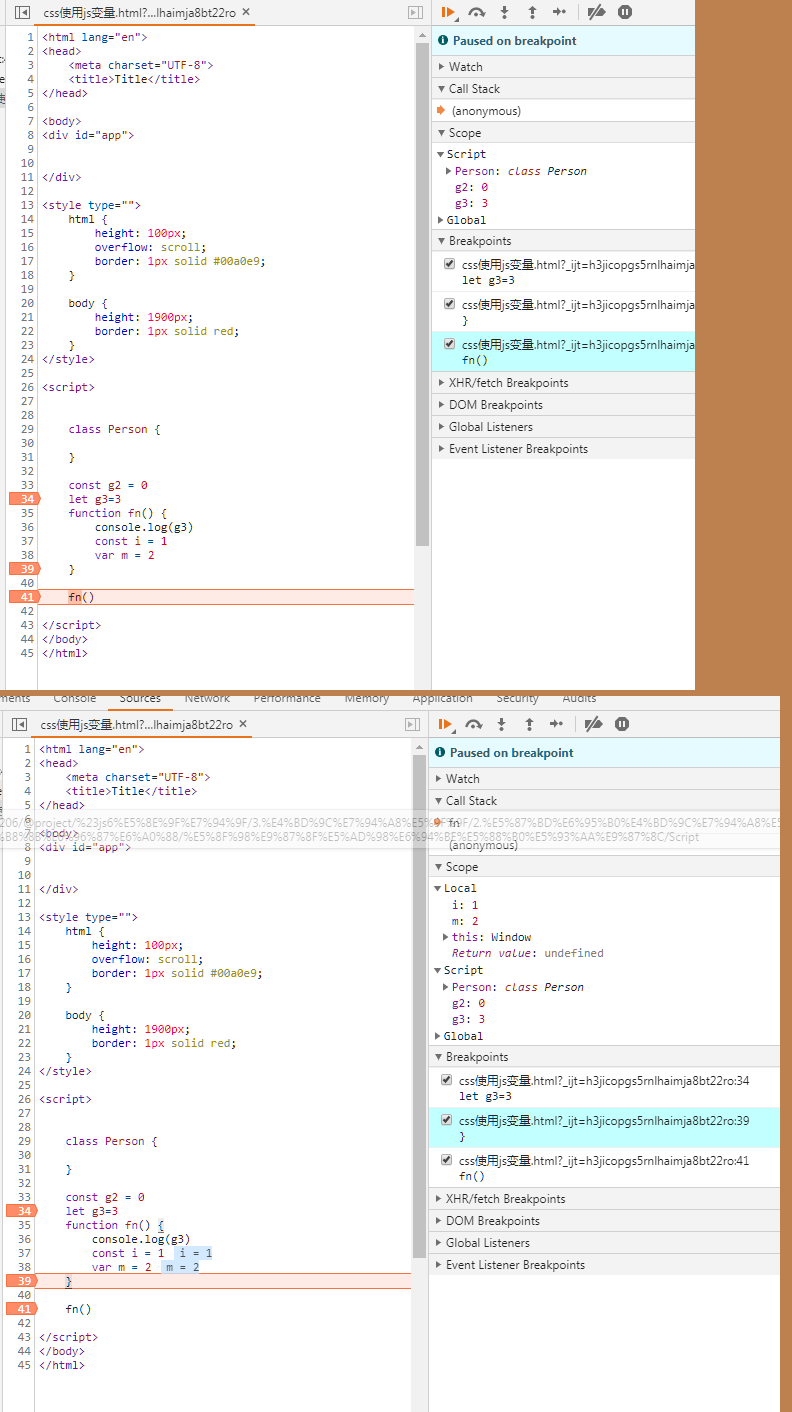 css使用js变量.html?...lhaimja8bt22ro ×
Paused on breakpoint
1 <html lang="en">
2 <head>
3 <meta charset="UTF-8">
4 <title>Title</title>
5 </head>
6
7 <body>
8 <div id="app">
9
10
11 </div>
12
13 <style type="">
14 html {
15 height: 100px;
16 overflow: scroll;
17 border: 1px solid #00a0e9;
18 }
19
20 body {
21 height: 1900px;
22 border: 1px solid red;
23 }
24 </style>
25
26 <script>
27
28
29 class Person {
30
31 }
32
33 const g2 = 0
34 let g3=3
35 function fn() {
36 console.log(g3)
37 const i = 1
38 var m = 2
39 }
40
41 fn()
42
43 </script>
44 </body>
45 </html>
Watch
Call Stack
(anonymous)
Scope
Script
Person: class Person
g2: 0
g3: 3
Global
Breakpoints
css使用js变量.html?_ijt=h3jicopgs5rnlhaimja
let g3=3
css使用js变量.html?_ijt=h3jicopgs5rnlhaimja
}
css使用js变量.html?_ijt=h3jicopgs5rnlhaimja
fn()
XHR/fetch Breakpoints
DOM Breakpoints
Global Listeners
Event Listener Breakpoints
ments Console Sources Network Performance Memory Application Security Audits
css使用js变量.html?...lhaimja8bt22ro ×
Paused on breakpoint
1 <html lang="en">
2 <head>
3 <meta charset="UTF-8">
4 <title>Title</title>
5 </head>
6
7 <body>
8 <div id="app">
9
10
11 </div>
12
13 <style type="">
14 html {
15 height: 100px;
16 overflow: scroll;
17 border: 1px solid #00a0e9;
18 }
19
20 body {
21 height: 1900px;
22 border: 1px solid red;
23 }
24 </style>
25
26 <script>
27
28
29 class Person {
30
31 }
32
33 const g2 = 0
34 let g3=3
35 function fn() {
36 console.log(g3)
37 const i = 1 i = 1
38 var m = 2 m = 2
39 }
40
41 fn()
42
43 </script>
44 </body>
45 </html>
Watch
Call Stack
fn
(anonymous)
Scope
Local
i: 1
m: 2
this: Window
Return value: undefined
Script
Person: class Person
g2: 0
g3: 3
Global
Breakpoints
css使用js变量.html?_ijt=h3jicopgs5rnlhaimja8bt22ro:34
let g3=3
css使用js变量.html?_ijt=h3jicopgs5rnlhaimja8bt22ro:39
}
css使用js变量.html?_ijt=h3jicopgs5rnlhaimja8bt22ro:41
fn()
XHR/fetch Breakpoints
DOM Breakpoints
Global Listeners
Event Listener Breakpoints